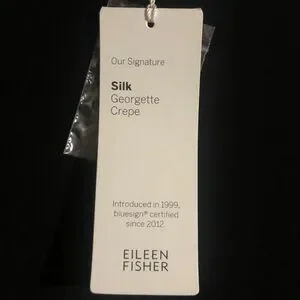 Our Signature
Silk
Georgette
Crepe
Introduced in 1999,
bluesign® certified
since 2012.
EILEEN
FISHER